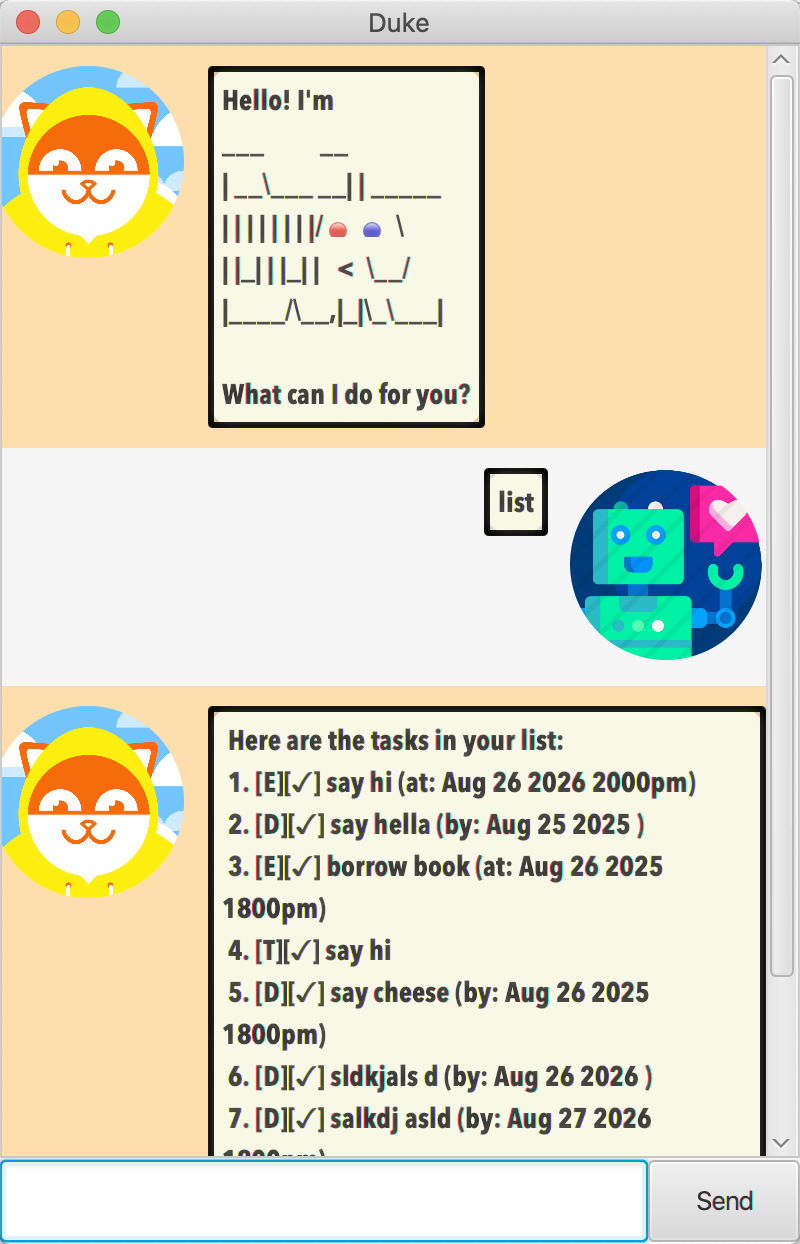 Duke
Hello! I'm
___ __
| __\___ __| | _____
| | | | | | | |/ 🔴 🔵 \
| |_| | |_| | < \__/
|____/\__,|_|\_\___|
What can I do for you?
list
Here are the tasks in your list:
1. [E][✓] say hi (at: Aug 26 2026 2000pm)
2. [D][✓] say hella (by: Aug 25 2025 )
3. [E][✓] borrow book (at: Aug 26 2025
1800pm)
4. [T][✓] say hi
5. [D][✓] say cheese (by: Aug 26 2025
1800pm)
6. [D][✓] sldkjals d (by: Aug 26 2026 )
7. [D][✓] salkdj asld (by: Aug 27 2026
1800pm)
Send